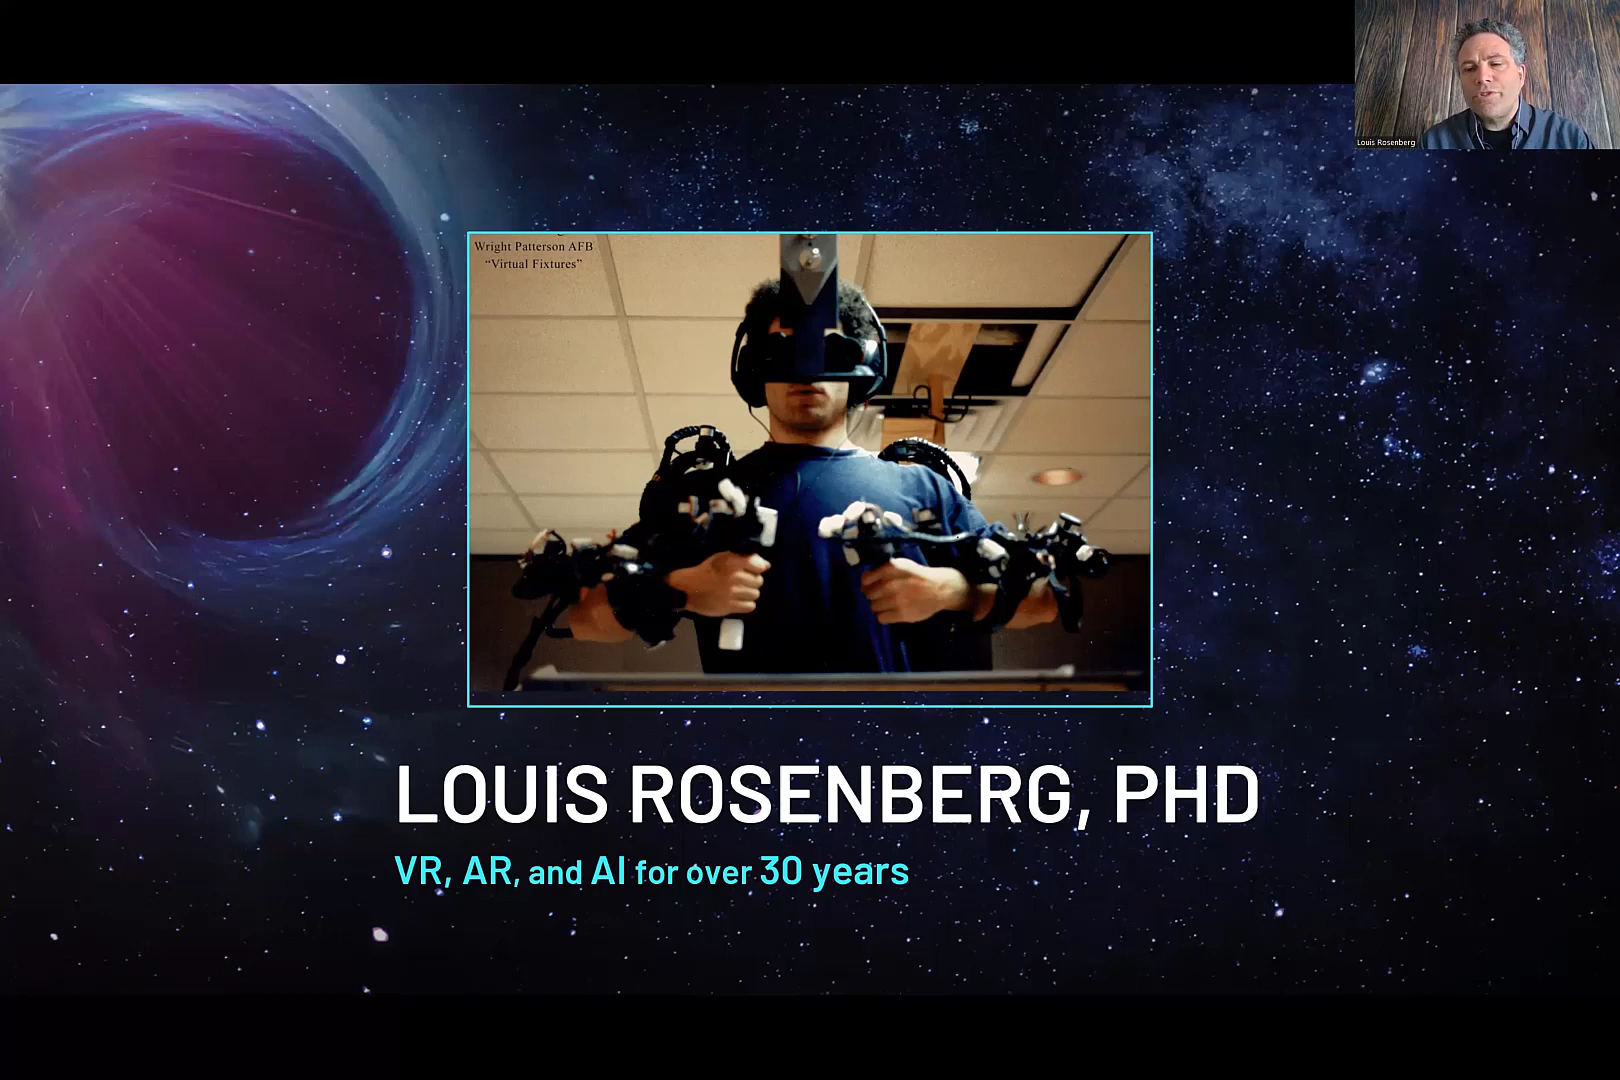 Louis Rosenberg
Wright Patterson AFB
“Virtual Fixtures”
LOUIS ROSENBERG, PHD
VR, AR, and AI for over 30 years